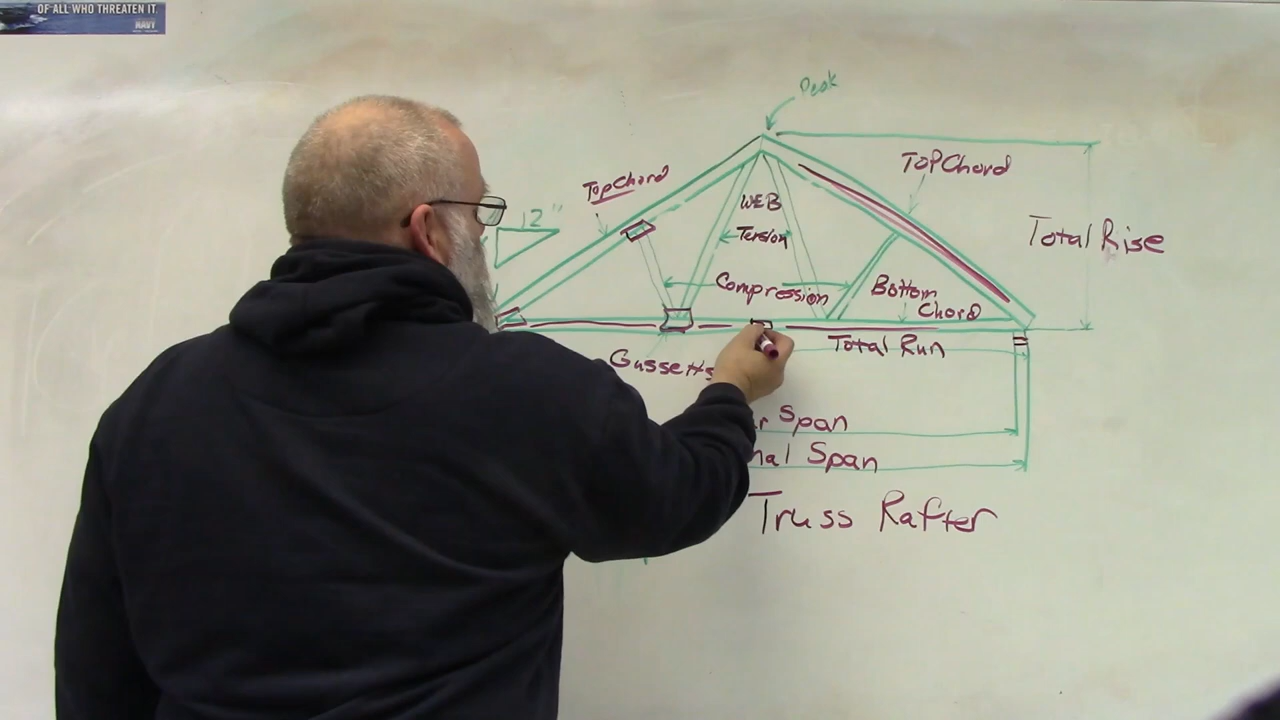 OF ALL WHO THREATEN IT.
NAVY
Peak
TOPChord
TopChord
12"
WEB
Tension
Total Rise
Compression
Bottom
Chord
Total Run
Gussetts
Span
Span
Truss Rafter